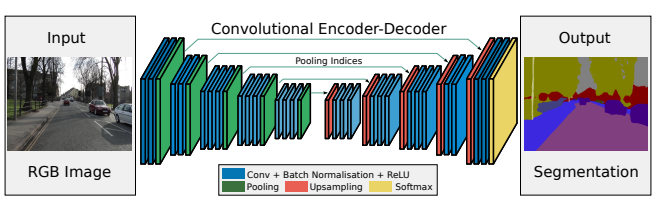 Convolutional Encoder-Decoder
Input
Output
Pooling Indices
RGB Image
Segmentation
Conv + Batch Normalisation + ReLU
Pooling
Upsampling
Softmax